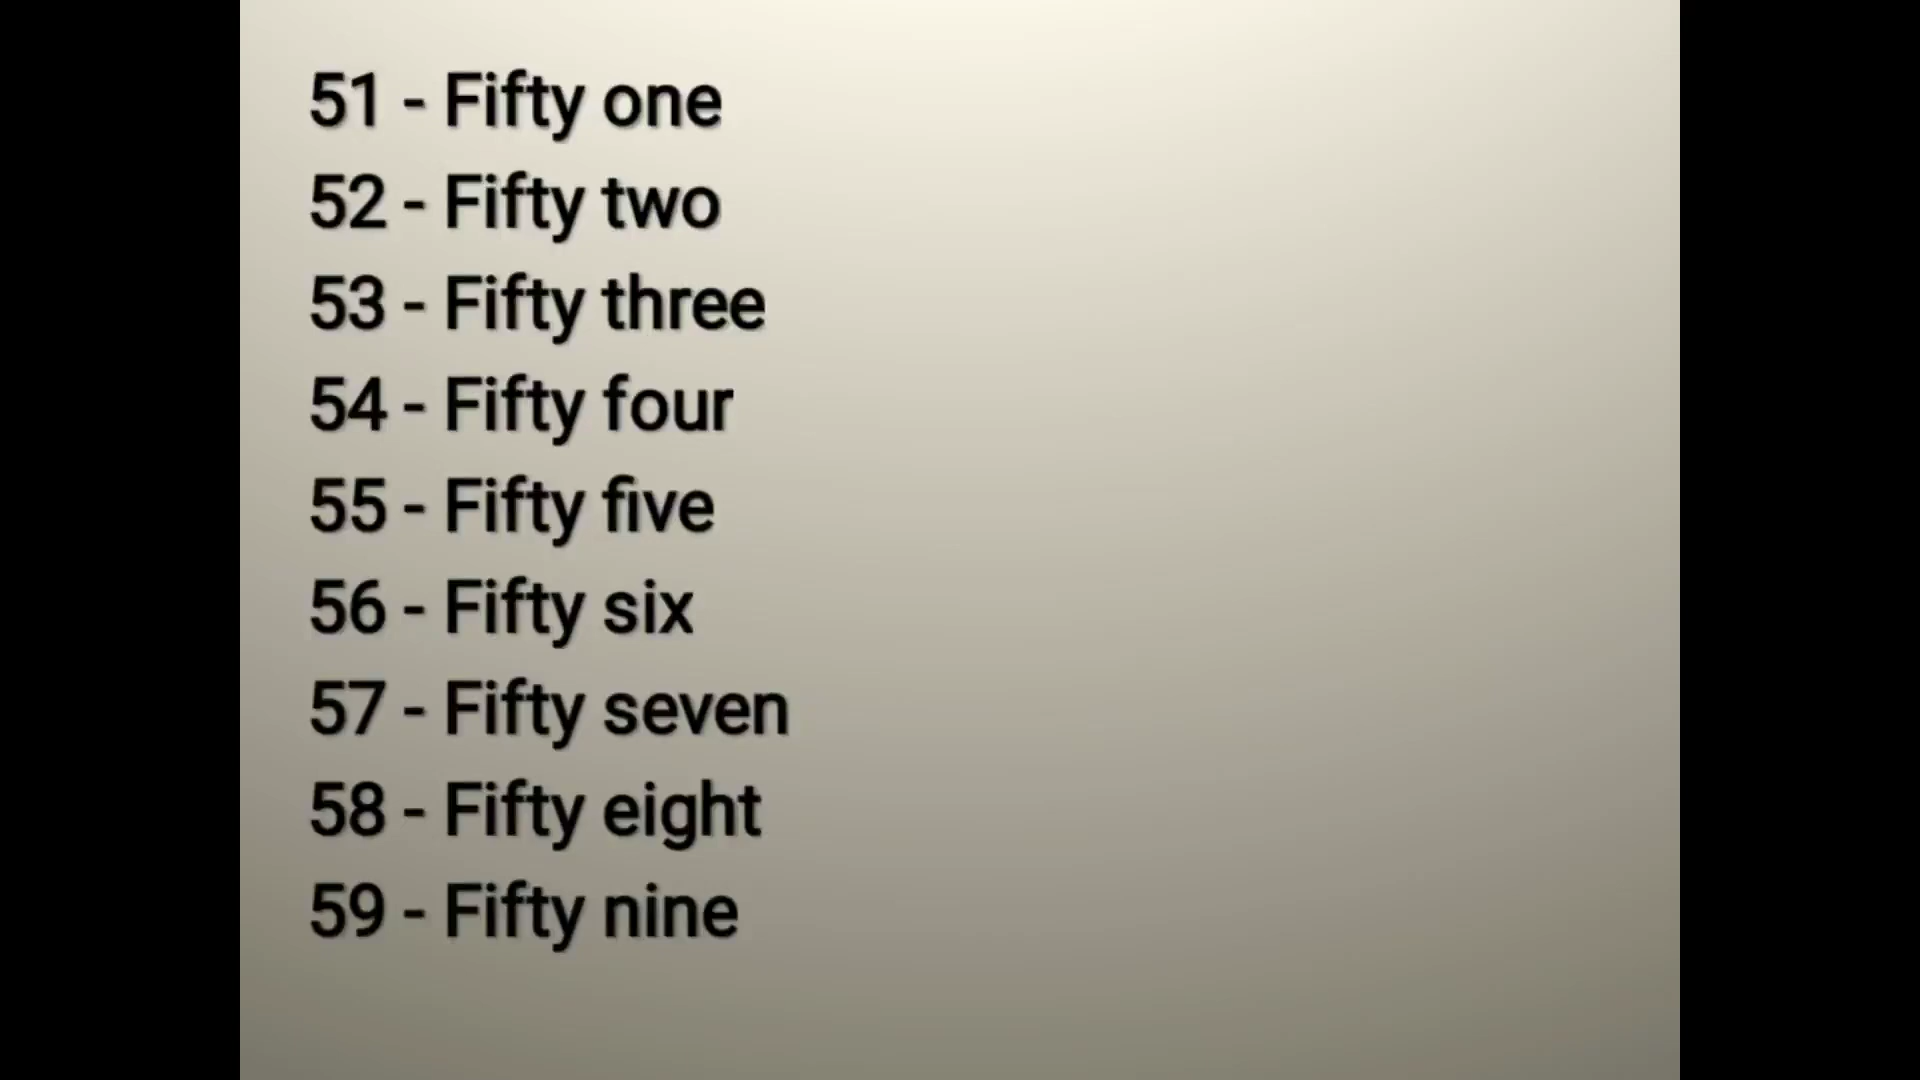 51 - Fifty one
52 - Fifty two
53 - Fifty three
54 - Fifty four
55 - Fifty five
56 - Fifty six
57 - Fifty seven
58 - Fifty eight
59 - Fifty nine